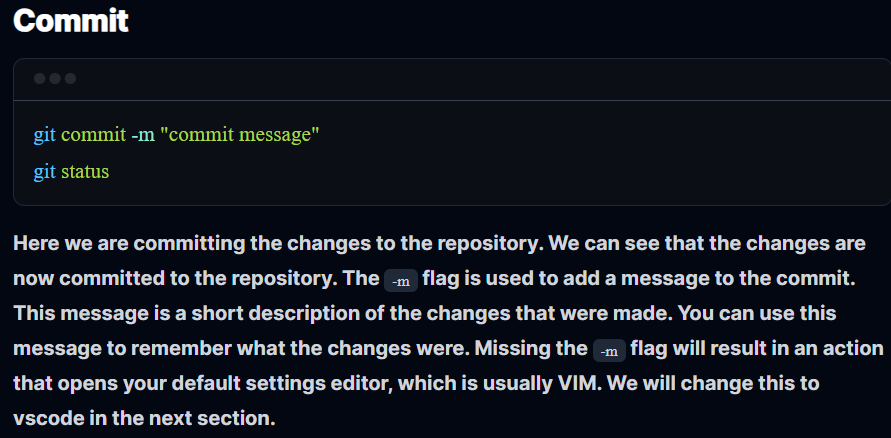 Commit
git commit -m "commit message"
git status
Here we are committing the changes to the repository. We can see that the changes are
now committed to the repository. The -m flag is used to add a message to the commit.
This message is a short description of the changes that were made. You can use this
message to remember what the changes were. Missing the -m flag will result in an action
that opens your default settings editor, which is usually VIM. We will change this to
vscode in the next section.